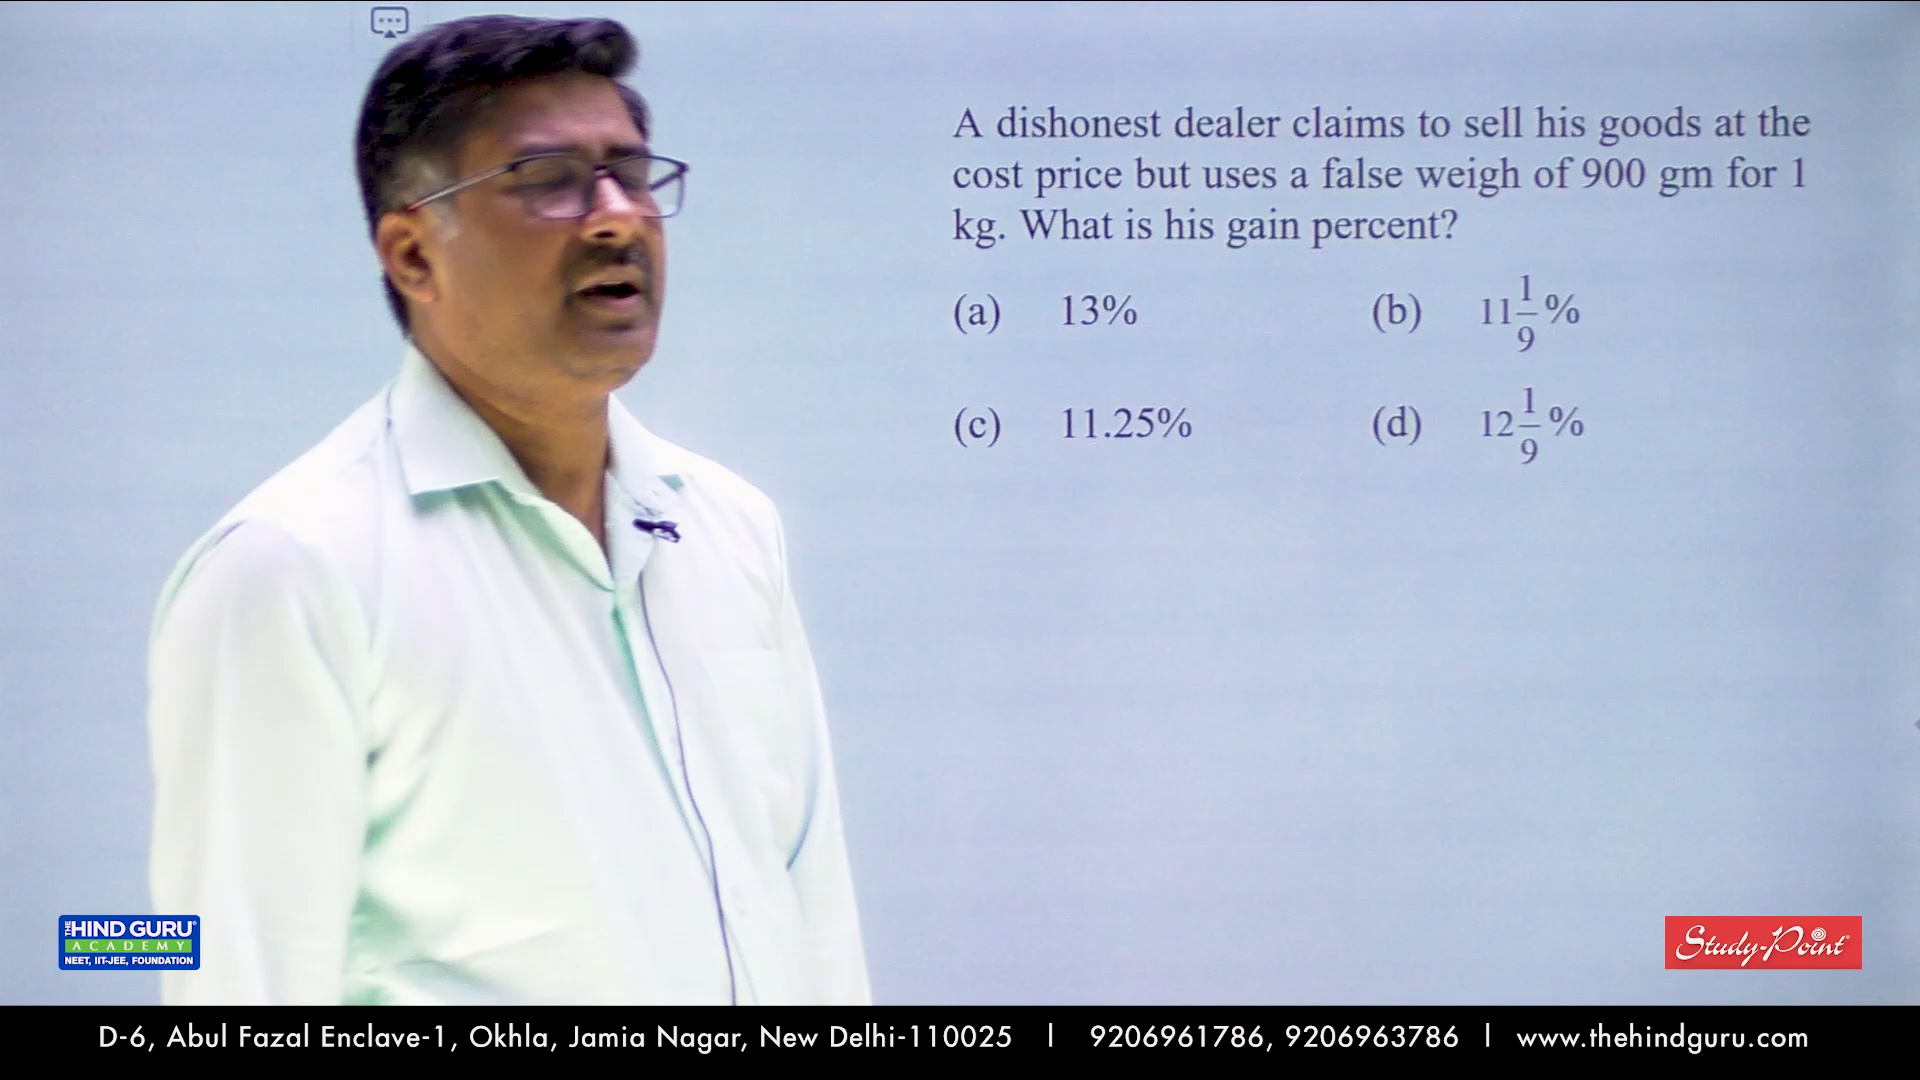 A dishonest dealer claims to sell his goods at the
cost price but uses a false weigh of 900 gm for 1
kg. What is his gain percent?
(a) 13% (b) 11 1/9 %
(c) 11.25% (d) 12 1/9 %
THE HIND GURU
ACADEMY
NEET, IIT-JEE, FOUNDATION
Study-Point
D-6, Abul Fazal Enclave-1, Okhla, Jamia Nagar, New Delhi-110025 | 9206961786, 9206963786 | www.thehindguru.com